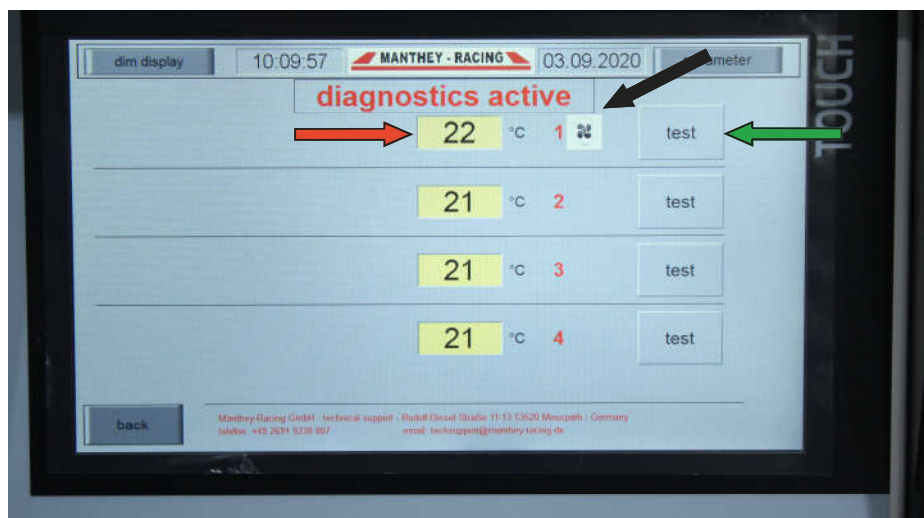 dim display 10:09:57 MANTHEY - RACING 03.09.2020 meter
diagnostics active
22 °C 1 test
21 °C 2 test
21 °C 3 test
21 °C 4 test
back
Manthey-Racing GmbH - technical support - Rudolf-Diesel-Straße 11-13 53520 Meuspath - Germany
telefon +49 2691 9338 807 email: techsupport@manthey-racing.de
TOUCH